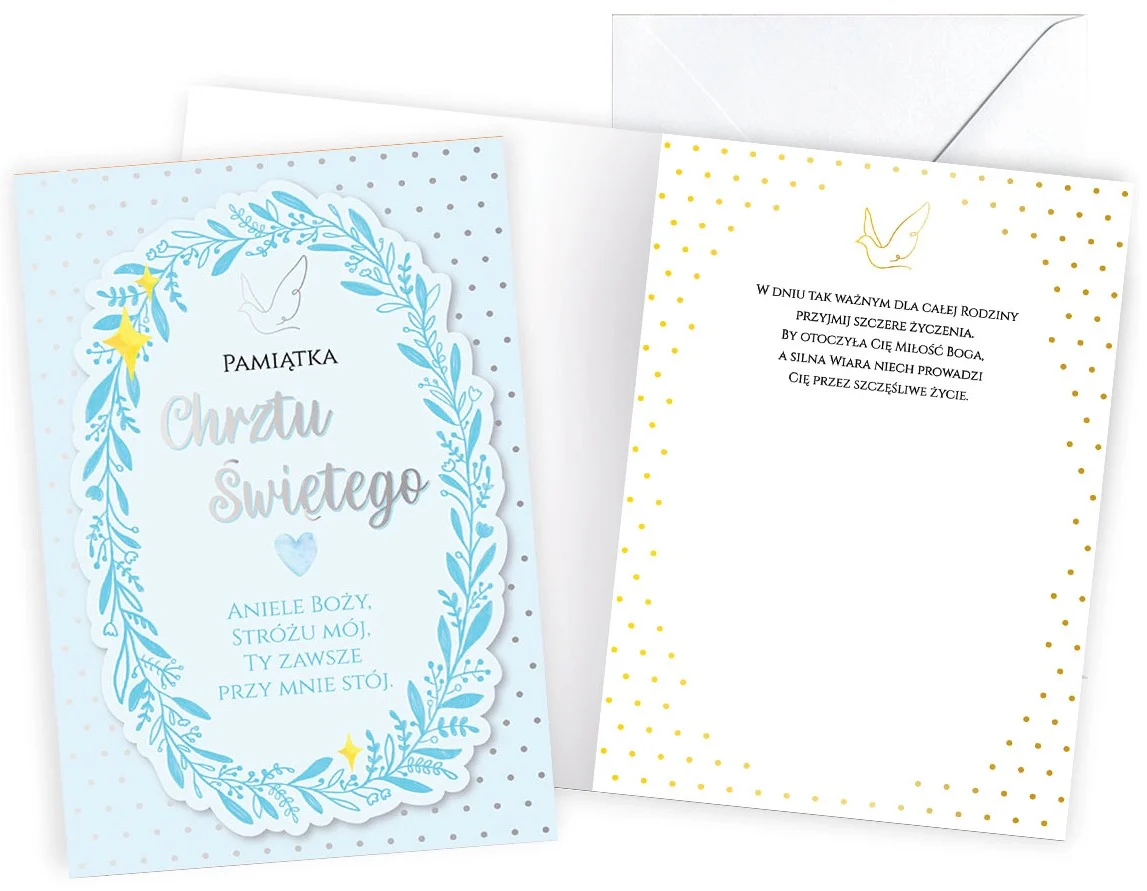 Pamiątka
Chrztu
Świętego
Aniele Boży,
Stróżu mój,
Ty zawsze
przy mnie stój.
W dniu tak ważnym dla całej Rodziny
przyjmij szczere życzenia.
By otoczyła Cię Miłość Boga,
a silna Wiara niech prowadzi
Cię przez szczęśliwe życie.